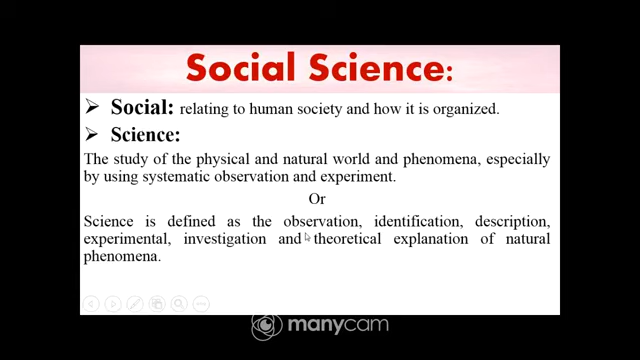 Social Science:
➢ Social: relating to human society and how it is organized.
➢ Science:
The study of the physical and natural world and phenomena, especially
by using systematic observation and experiment.
Or
Science is defined as the observation, identification, description,
experimental, investigation and theoretical explanation of natural
phenomena.
manycam